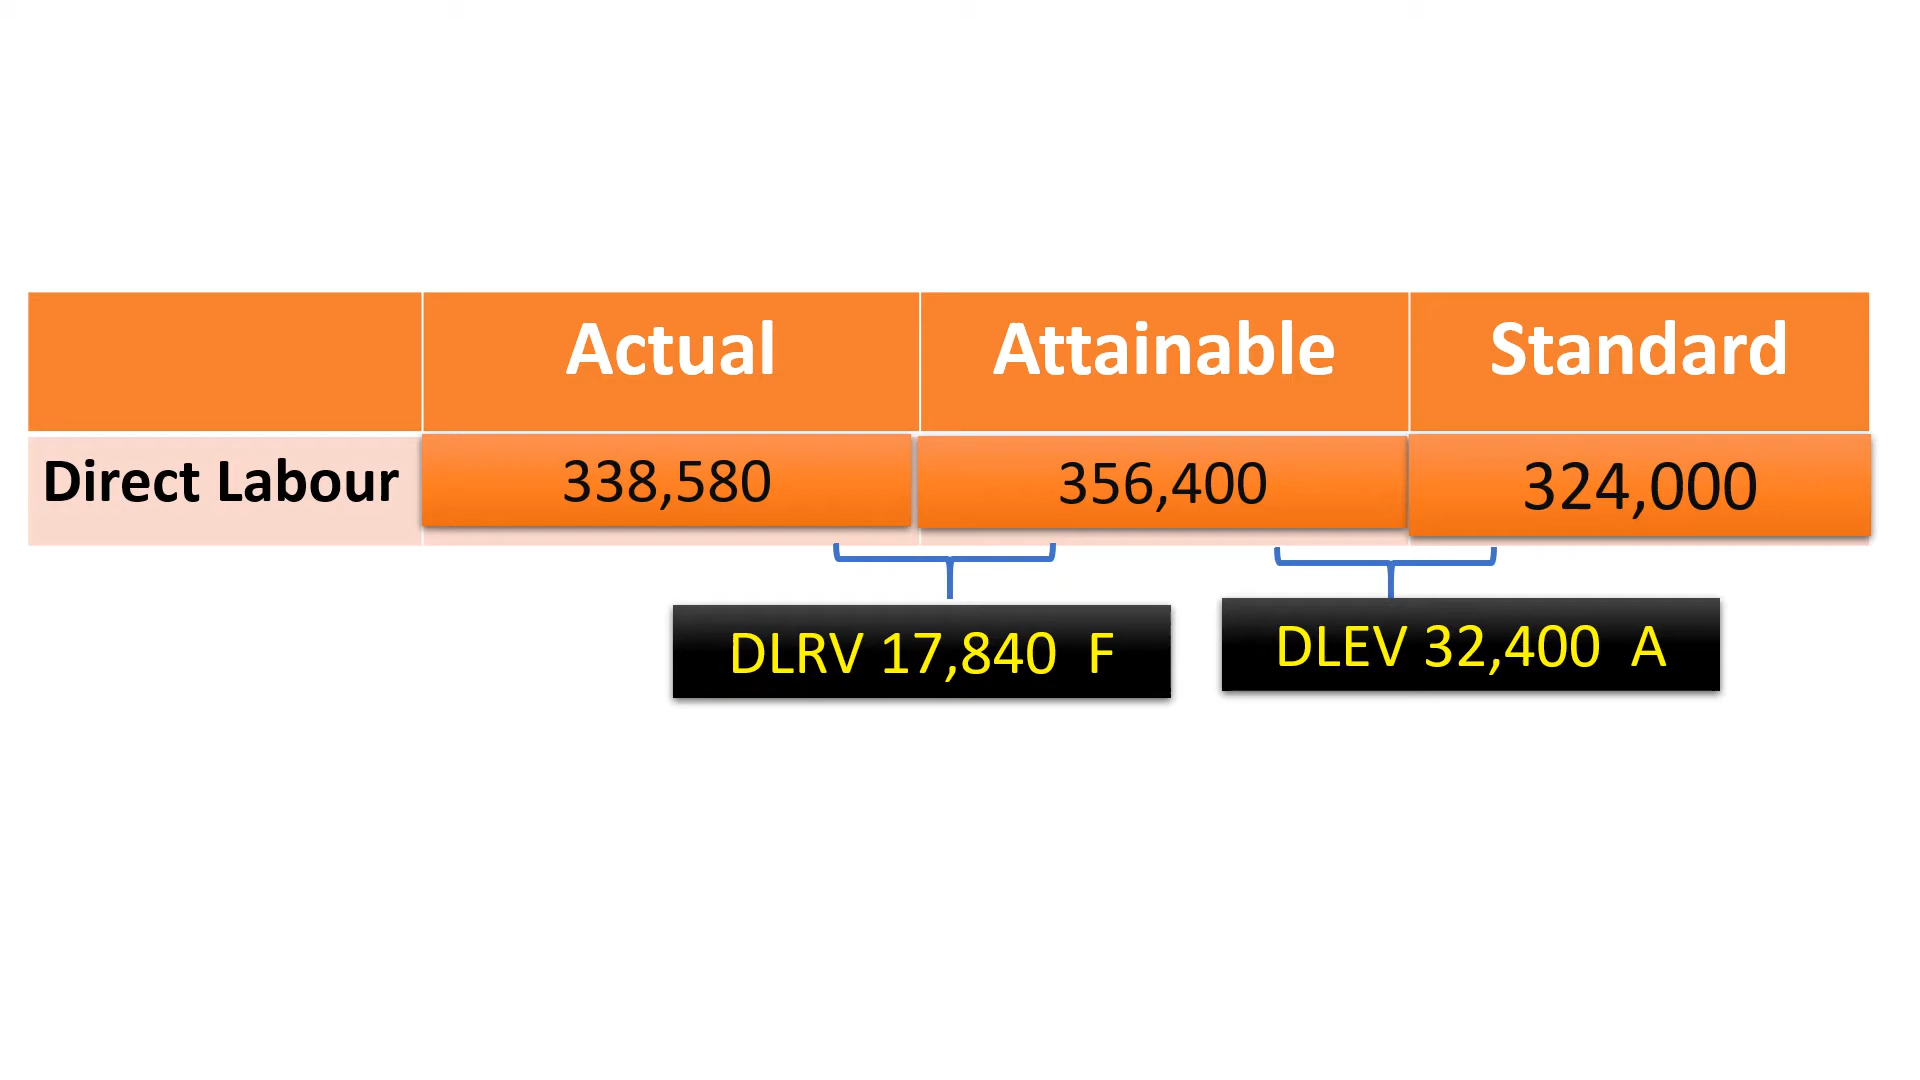 Actual Attainable Standard
Direct Labour 338,580 356,400 324,000
DLRV 17,840 F DLEV 32,400 A